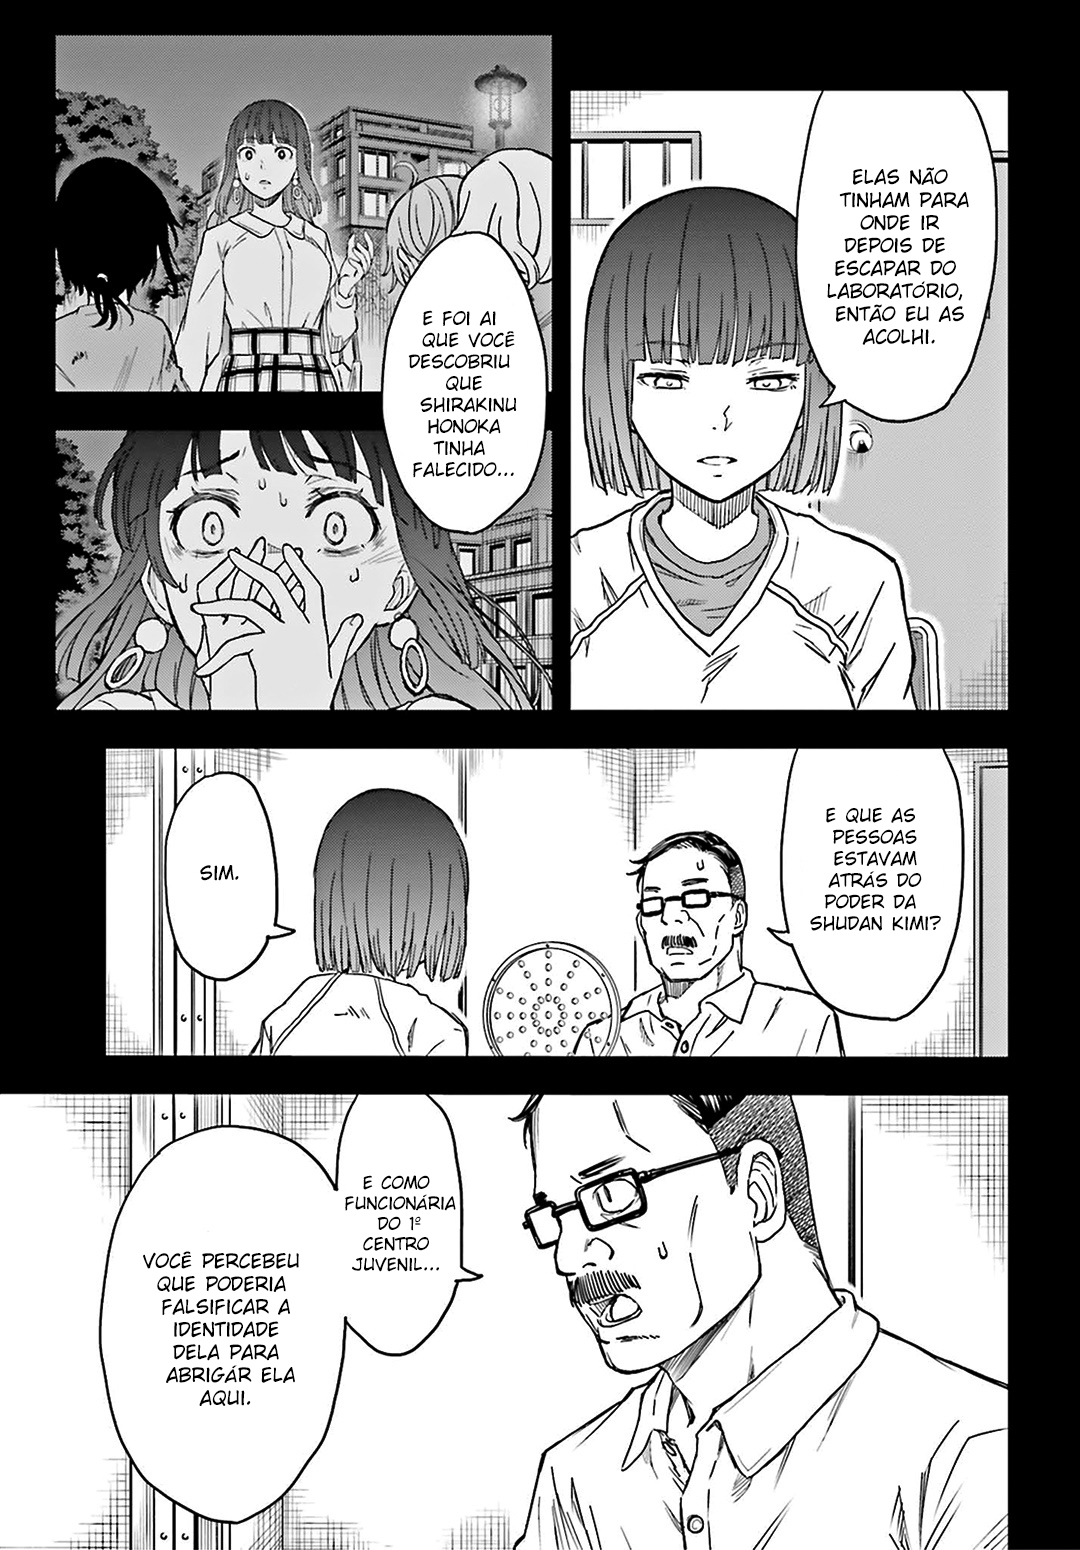 ELAS NÃO
TINHAM PARA
ONDE IR
DEPOIS DE
ESCAPAR DO
LABORATÓRIO,
ENTÃO EU AS
ACOLHI.
E FOI AI
QUE VOCÊ
DESCOBRIU QUE
SHIRAKINU
HONOKA
TINHA
FALECIDO...
E QUE AS
PESSOAS
ESTAVAM
ATRÁS DO
PODER DA
SHUDAN KIMI?
SIM.
E COMO
FUNCIONÁRIA
DO 1º
CENTRO
JUVENIL...
VOCÊ PERCEBEU
QUE PODERIA
FALSIFICAR A
IDENTIDADE
DELA PARA
ABRIGÁR ELA
AQUI.